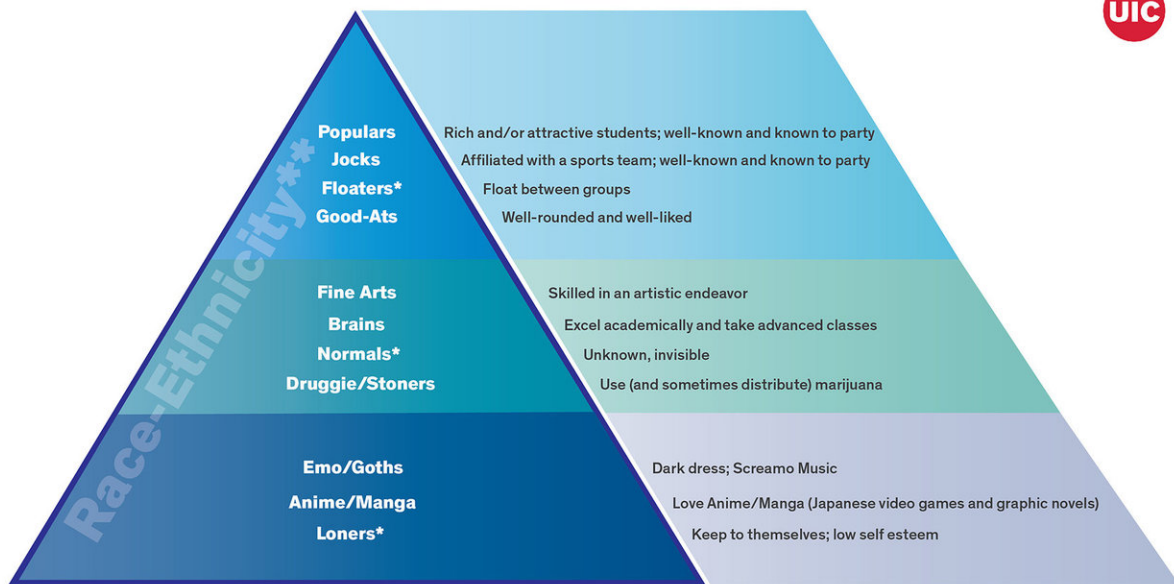 UIC
Populars Rich and/or attractive students; well-known and known to party
Jocks Affiliated with a sports team; well-known and known to party
Floaters* Float between groups
Good-Ats Well-rounded and well-liked
Race-Ethnicity**
Fine Arts Skilled in an artistic endeavor
Brains Excel academically and take advanced classes
Normals* Unknown, invisible
Druggie/Stoners Use (and sometimes distribute) marijuana
Emo/Goths Dark dress; Screamo Music
Anime/Manga Love Anime/Manga (Japanese video games and graphic novels)
Loners* Keep to themselves; low self esteem